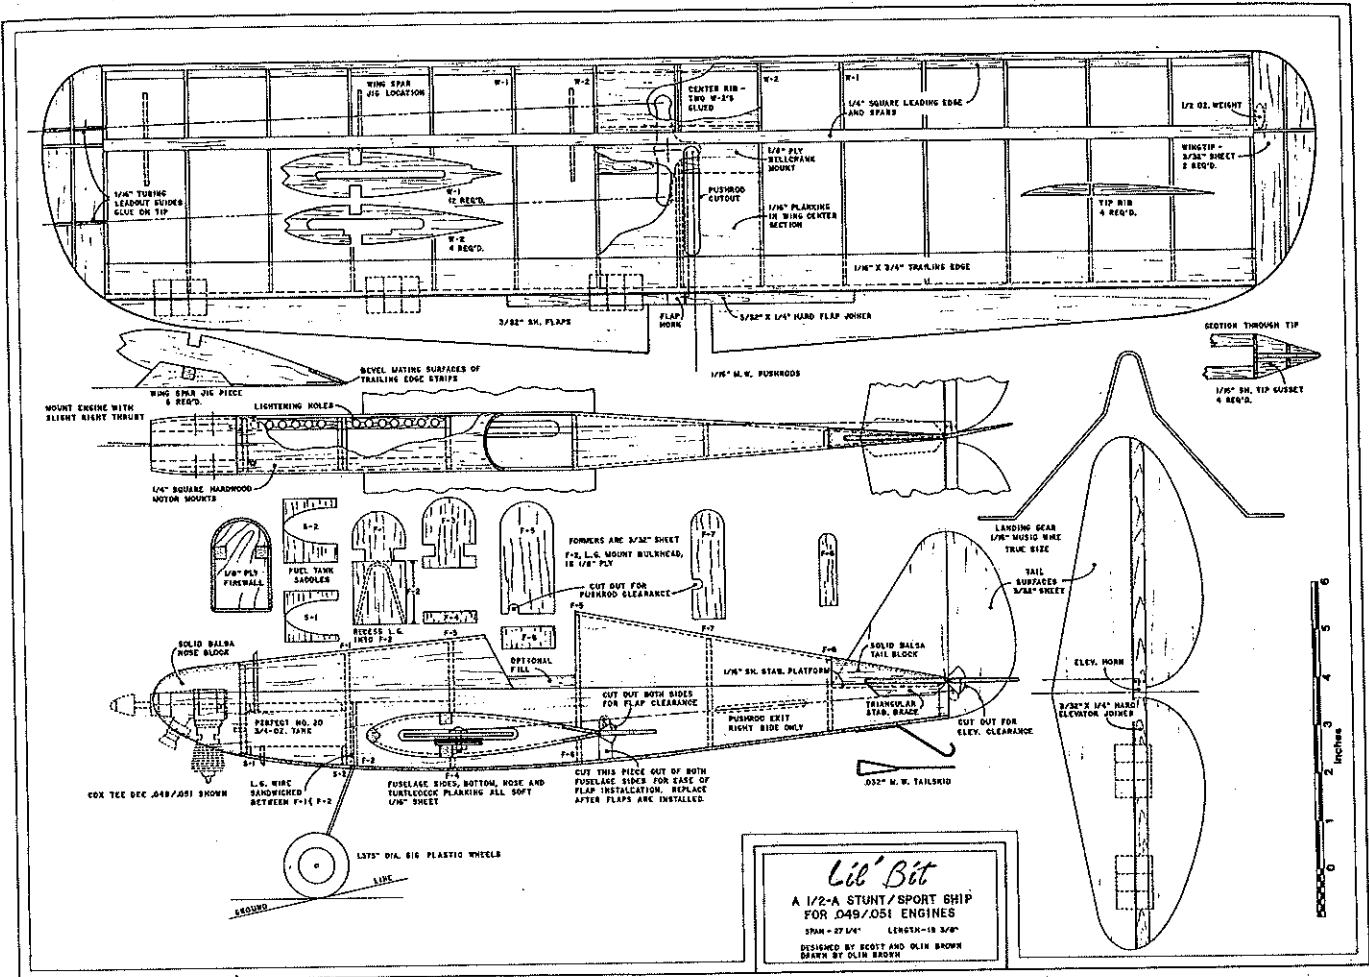 WING SPAR
JIG LOCATION
W-1
W-2
CENTER RIB -
TWO W-2'S
GLUED
W-2
W-1
1/4" SQUARE LEADING EDGE
AND SPARS
1/2 OZ. WEIGHT
1/8" PLY
BELLCRANK
MOUNT
WINGTIP -
3/32" SHEET
2 REQ'D.
1/16" TUBING
LEADOUT GUIDES
GLUE ON TIP
W-1
12 REQ'D.
PUSHROD
CUTOUT
1/16" PLANKING
IN WING CENTER
SECTION
TIP RIB
4 REQ'D.
W-2
4 REQ'D.
1/16" X 3/4" TRAILING EDGE
3/32" SH. FLAPS
FLAP
HORN
3/32" X 1/4" HARD FLAP JOINER
SECTION THROUGH TIP
1/16" M.W. PUSHRODS
BEVEL MATING SURFACES OF
TRAILING EDGE STRIPS
WING SPAR JIG PIECE
6 REQ'D.
1/16" SH. TIP GUSSET
4 REQ'D.
MOUNT ENGINE WITH
SLIGHT RIGHT THRUST
LIGHTENING HOLES
1/4" SQUARE HARDWOOD
MOTOR MOUNTS
S-2
F-1
F-3
F-5
F-7
F-8
1/8" PLY
FIREWALL
FUEL TANK
SADDLES
FORMERS ARE 3/32" SHEET
F-2, L.G. MOUNT BULKHEAD,
IS 1/8" PLY
LANDING GEAR
1/16" MUSIC WIRE
TRUE SIZE
CUT OUT FOR
PUSHROD CLEARANCE
TAIL
SURFACES
3/32" SHEET
S-1
F-2
F-4
F-6
RECESS L.G.
INTO F-2
SOLID BALSA
NOSE BLOCK
F-1
F-3
F-5
F-7
F-8
OPTIONAL
FILL
SOLID BALSA
TAIL BLOCK
1/16" SH. STAB. PLATFORM
ELEV. HORN
CUT OUT BOTH SIDES
FOR FLAP CLEARANCE
TRIANGULAR
STAB. BRACE
3/32" X 1/4" HARD
ELEVATOR JOINER
PERFECT NO. 20
3/4-OZ. TANK
PUSHROD EXIT
RIGHT SIDE ONLY
CUT OUT FOR
ELEV. CLEARANCE
S-1
S-2
F-2
F-4
F-6
COX TEE DEE .049/.051 SHOWN
L.G. WIRE
SANDWICHED
BETWEEN F-1 & F-2
FUSELAGE SIDES, BOTTOM, NOSE AND
TURTLEDECK PLANKING ALL SOFT
1/16" SHEET
CUT THIS PIECE OUT OF BOTH
FUSELAGE SIDES FOR EASE OF
FLAP INSTALLATION. REPLACE
AFTER FLAPS ARE INSTALLED.
.032" M.W. TAILSKID
1.375" DIA. SIG PLASTIC WHEELS
GROUND LINE
0 1 2 3 4 5 6
Inches
Lil' Bit
A 1/2-A STUNT/SPORT SHIP
FOR .049/.051 ENGINES
SPAN - 27 1/4" LENGTH - 19 3/8"
DESIGNED BY SCOTT AND OLIN BROWN
DRAWN BY OLIN BROWN